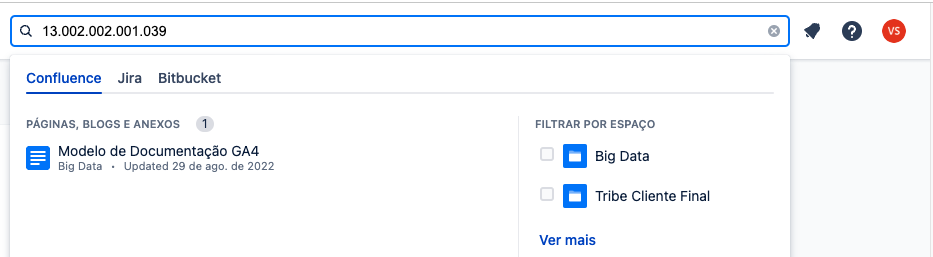 13.002.002.001.039
VS
Confluence Jira Bitbucket
PÁGINAS, BLOGS E ANEXOS 1
Modelo de Documentação GA4
Big Data • Updated 29 de ago. de 2022
FILTRAR POR ESPAÇO
Big Data
Tribe Cliente Final
Ver mais